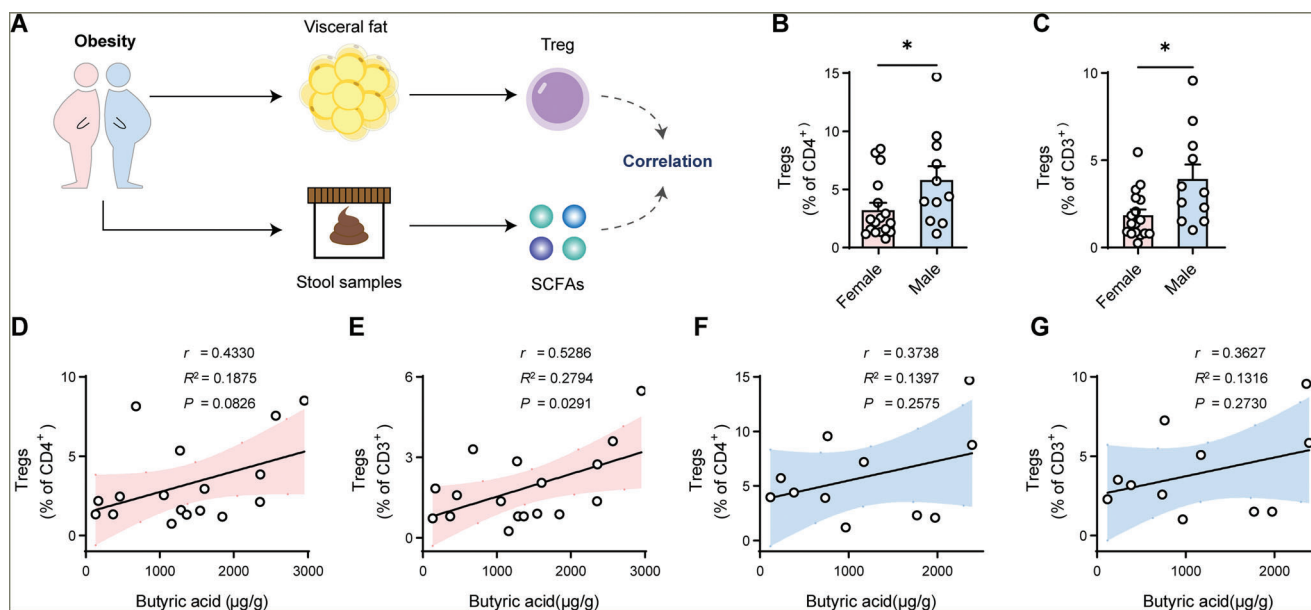 A
Obesity
Visceral fat
Treg
Correlation
Stool samples
SCFAs
B
*
Tregs
(% of CD4⁺)
15
10
5
0
Female
Male
C
*
Tregs
(% of CD3⁺)
10
5
0
Female
Male
D
r = 0.4330
R² = 0.1875
P = 0.0826
Tregs
(% of CD4⁺)
10
5
0
0 1000 2000 3000
Butyric acid (µg/g)
E
r = 0.5286
R² = 0.2794
P = 0.0291
Tregs
(% of CD3⁺)
6
3
0
0 1000 2000 3000
Butyric acid(µg/g)
F
r = 0.3738
R² = 0.1397
P = 0.2575
Tregs
(% of CD4⁺)
15
10
5
0
0 1000 2000
Butyric acid(µg/g)
G
r = 0.3627
R² = 0.1316
P = 0.2730
Tregs
(% of CD3⁺)
10
5
0
0 1000 2000
Butyric acid(µg/g)